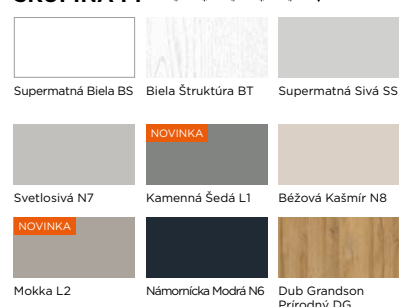 Supermatná Biela BS
Biela Štruktúra BT
Supermatná Sivá SS
Svetlosivá N7
NOVINKA
Kamenná Šedá L1
Béžová Kašmír N8
NOVINKA
Mokka L2
Námornícka Modrá N6
Dub Grandson
Prírodný DG